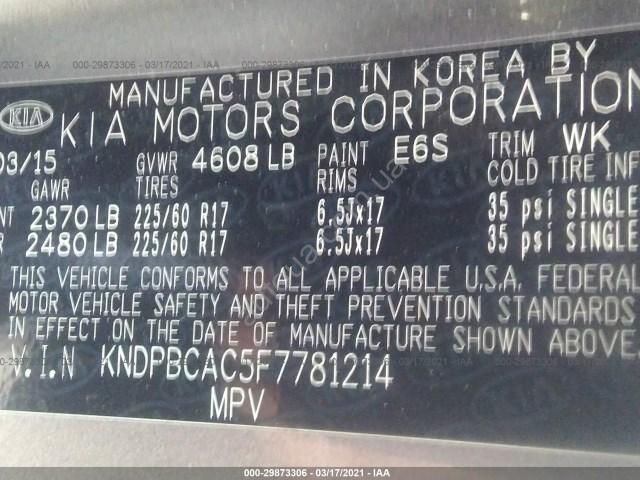 000-29873306 - 03/17/2021 - IAA
MANUFACTURED IN KOREA BY
KIA KIA MOTORS CORPORATION
03/15 GVWR 4608 LB PAINT E6S TRIM WK
GAWR TIRES RIMS COLD TIRE INF
NT 2370 LB 225/60 R17 6.5Jx17 35 psi SINGLE
R 2480 LB 225/60 R17 6.5Jx17 35 psi SINGLE
THIS VEHICLE CONFORMS TO ALL APPLICABLE U.S.A. FEDERAL
MOTOR VEHICLE SAFETY AND THEFT PREVENTION STANDARDS
IN EFFECT ON THE DATE OF MANUFACTURE SHOWN ABOVE.
V.I.N KNDPBCAC5F7781214
MPV
000-29873306 - 03/17/2021 - IAA